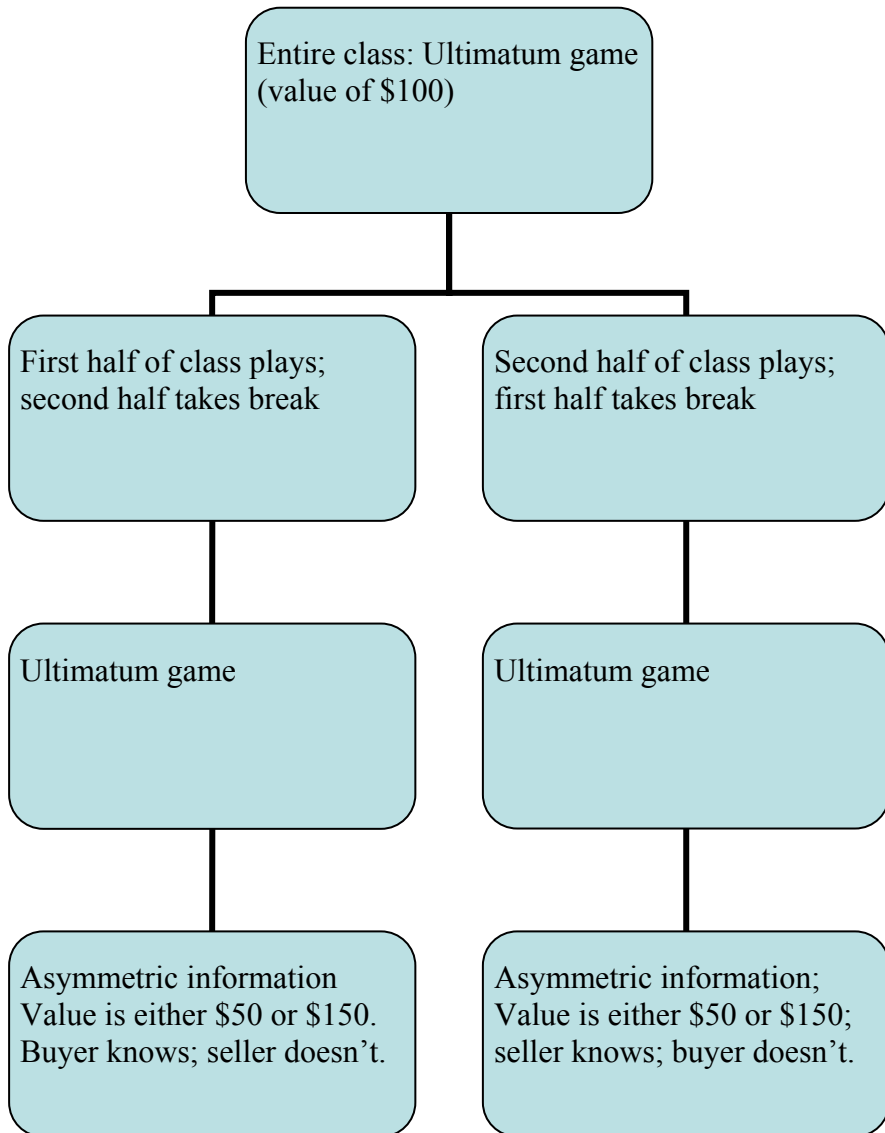 Entire class: Ultimatum game
(value of $100)
First half of class plays;
second half takes break
Second half of class plays;
first half takes break
Ultimatum game
Ultimatum game
Asymmetric information
Value is either $50 or $150.
Buyer knows; seller doesn’t.
Asymmetric information;
Value is either $50 or $150;
seller knows; buyer doesn’t.